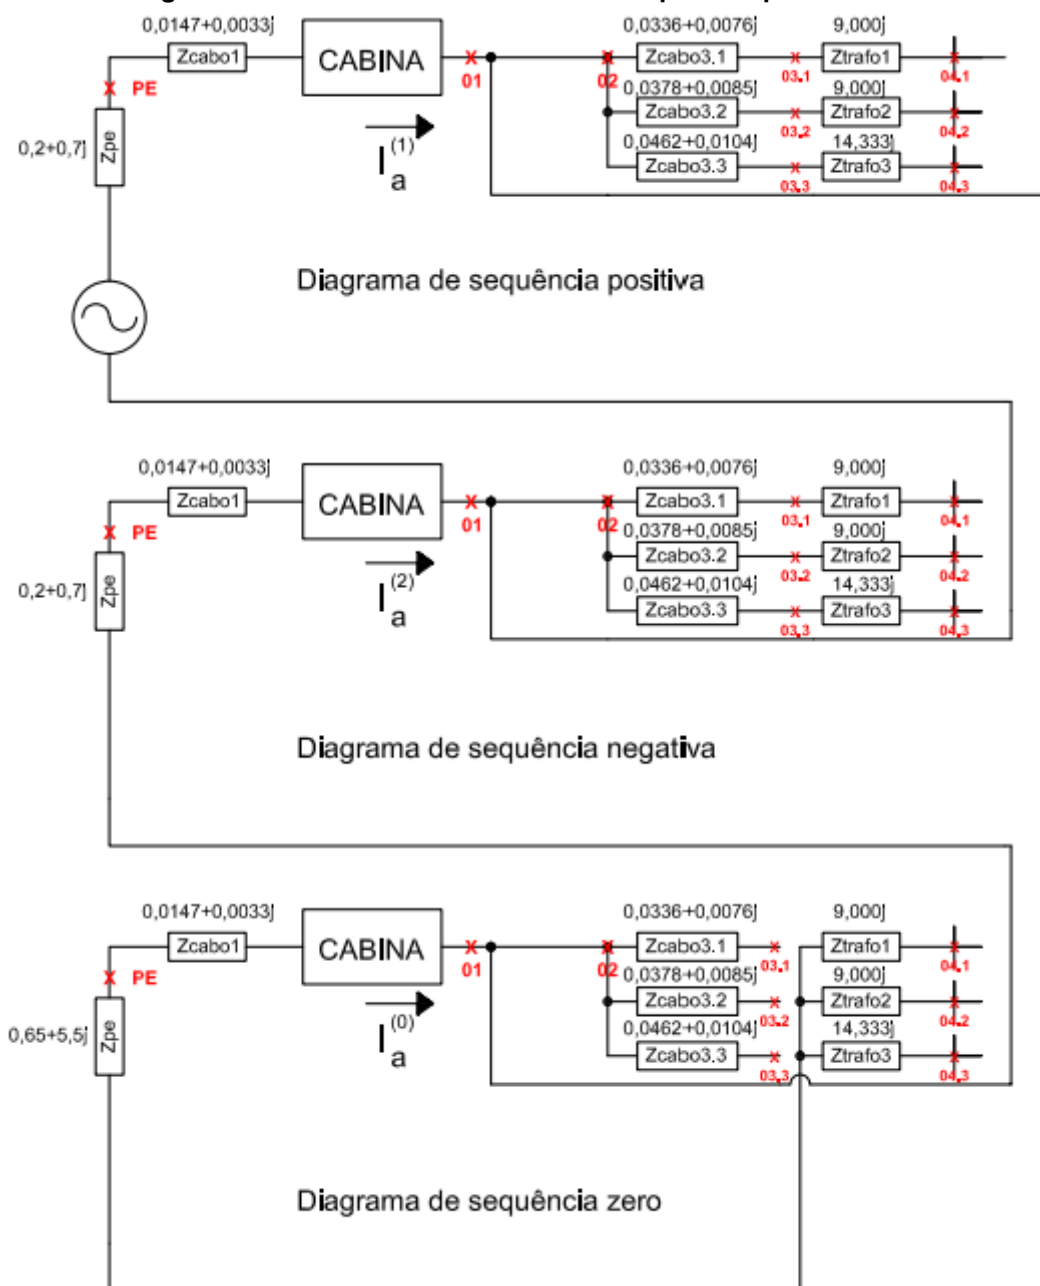 0,0147+0,0033j 0,0336+0,0076j 9,000j
Zcabo1 CABINA Zcabo3.1 Ztrafo1
PE 01 02 03.1 04.1
0,0378+0,0085j 9,000j
Zcabo3.2 Ztrafo2
03.2 04.2
0,2+0,7j Zpe
I a (1)
0,0462+0,0104j 14,333j
Zcabo3.3 Ztrafo3
03.3 04.3
Diagrama de sequência positiva
0,0147+0,0033j 0,0336+0,0076j 9,000j
Zcabo1 CABINA Zcabo3.1 Ztrafo1
PE 01 02 03.1 04.1
0,0378+0,0085j 9,000j
Zcabo3.2 Ztrafo2
03.2 04.2
0,2+0,7j Zpe
I a (2)
0,0462+0,0104j 14,333j
Zcabo3.3 Ztrafo3
03.3 04.3
Diagrama de sequência negativa
0,0147+0,0033j 0,0336+0,0076j 9,000j
Zcabo1 CABINA Zcabo3.1 Ztrafo1
PE 01 02 03.1 04.1
0,0378+0,0085j 9,000j
Zcabo3.2 Ztrafo2
03.2 04.2
0,65+5,5j Zpe
I a (0)
0,0462+0,0104j 14,333j
Zcabo3.3 Ztrafo3
03.3 04.3
Diagrama de sequência zero